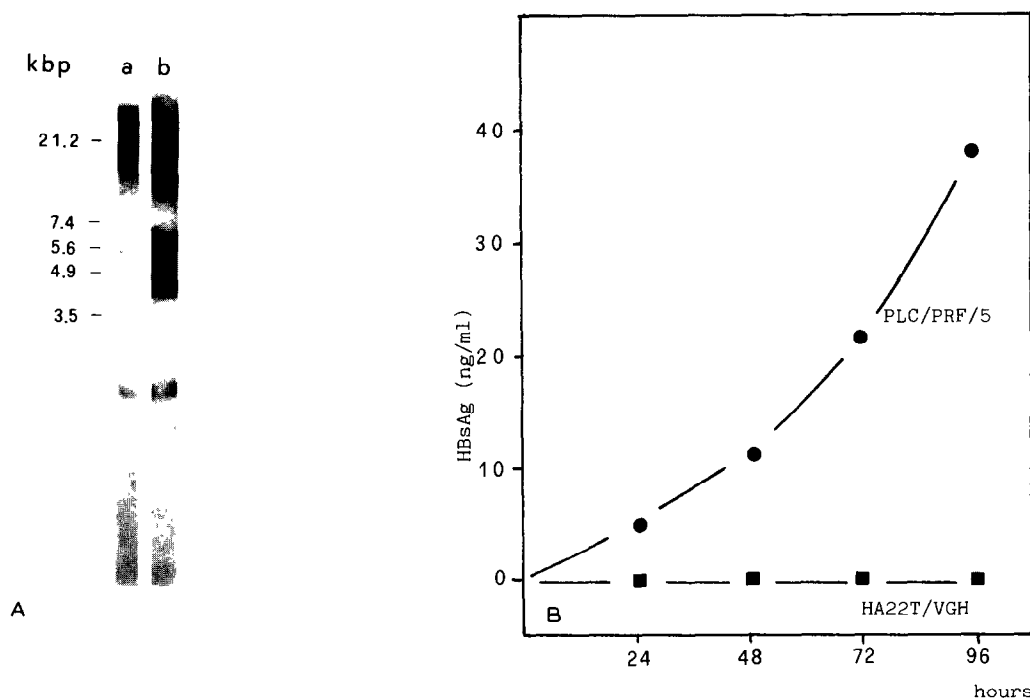 kbp a b
21.2
7.4
5.6
4.9
3.5
A
HBsAg (ng/ml)
40
30
20
10
0
PLC/PRF/5
HA22T/VGH
B
24 48 72 96
hours